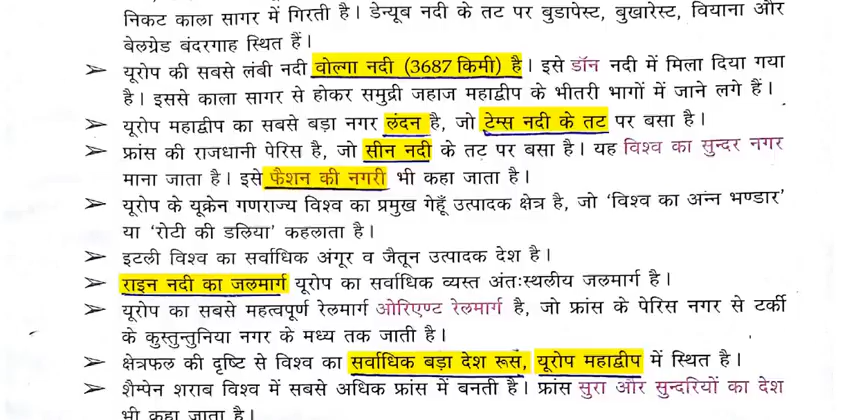 निकट काला सागर में गिरती है। डेन्यूब नदी के तट पर बुडापेस्ट, बुखारेस्ट, वियाना और
बेलग्रेड बंदरगाह स्थित हैं।
➢ यूरोप की सबसे लंबी नदी वोल्गा नदी (3687 किमी) है। इसे डॉन नदी में मिला दिया गया
है। इससे काला सागर से होकर समुद्री जहाज महाद्वीप के भीतरी भागों में जाने लगे हैं।
➢ यूरोप महाद्वीप का सबसे बड़ा नगर लंदन है, जो टेम्स नदी के तट पर बसा है।
➢ फ्रांस की राजधानी पेरिस है, जो सीन नदी के तट पर बसा है। यह विश्व का सुन्दर नगर
माना जाता है। इसे फैशन की नगरी भी कहा जाता है।
➢ यूरोप के यूक्रेन गणराज्य विश्व का प्रमुख गेहूँ उत्पादक क्षेत्र है, जो ‘विश्व का अन्न भण्डार’
या ‘रोटी की डलिया’ कहलाता है।
➢ इटली विश्व का सर्वाधिक अंगूर व जैतून उत्पादक देश है।
➢ राइन नदी का जलमार्ग यूरोप का सर्वाधिक व्यस्त अंतःस्थलीय जलमार्ग है।
➢ यूरोप का सबसे महत्वपूर्ण रेलमार्ग ओरिएण्ट रेलमार्ग है, जो फ्रांस के पेरिस नगर से टर्की
के कुस्तुन्तुनिया नगर के मध्य तक जाती है।
➢ क्षेत्रफल की दृष्टि से विश्व का सर्वाधिक बड़ा देश रूस, यूरोप महाद्वीप में स्थित है।
➢ शैम्पेन शराब विश्व में सबसे अधिक फ्रांस में बनती है। फ्रांस सुरा और सुन्दरियों का देश
भी कहा जाता है।